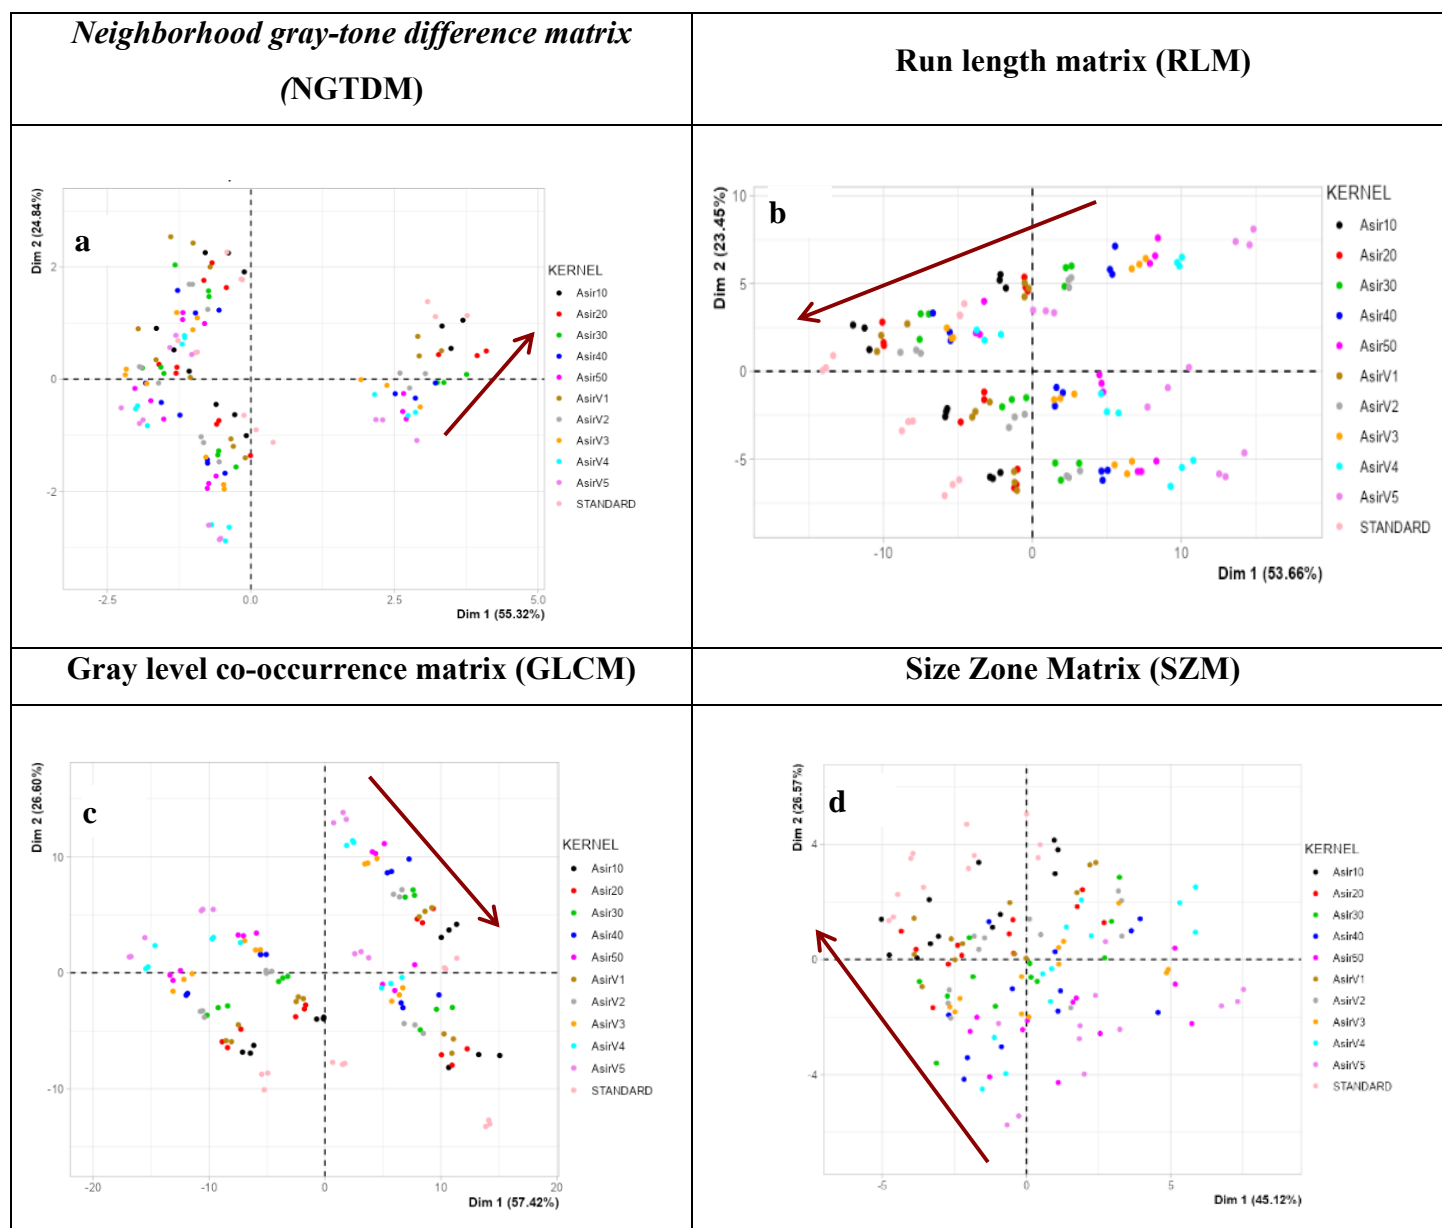 Neighborhood gray-tone difference matrix
(NGTDM)
Run length matrix (RLM)
a
Dim 2 (24.84%)
2
0
-2
-2.5
0.0
2.5
5.0
Dim 1 (55.32%)
KERNEL
Asir10
Asir20
Asir30
Asir40
Asir50
AsirV1
AsirV2
AsirV3
AsirV4
AsirV5
STANDARD
b
Dim 2 (23.45%)
10
5
0
-5
-10
0
10
Dim 1 (53.66%)
KERNEL
Asir10
Asir20
Asir30
Asir40
Asir50
AsirV1
AsirV2
AsirV3
AsirV4
AsirV5
STANDARD
Gray level co-occurrence matrix (GLCM)
Size Zone Matrix (SZM)
c
Dim 2 (26.60%)
10
0
-10
-20
-10
0
10
20
Dim 1 (57.42%)
KERNEL
Asir10
Asir20
Asir30
Asir40
Asir50
AsirV1
AsirV2
AsirV3
AsirV4
AsirV5
STANDARD
d
Dim 2 (26.57%)
4
0
-4
-5
0
5
Dim 1 (45.12%)
KERNEL
Asir10
Asir20
Asir30
Asir40
Asir50
AsirV1
AsirV2
AsirV3
AsirV4
AsirV5
STANDARD